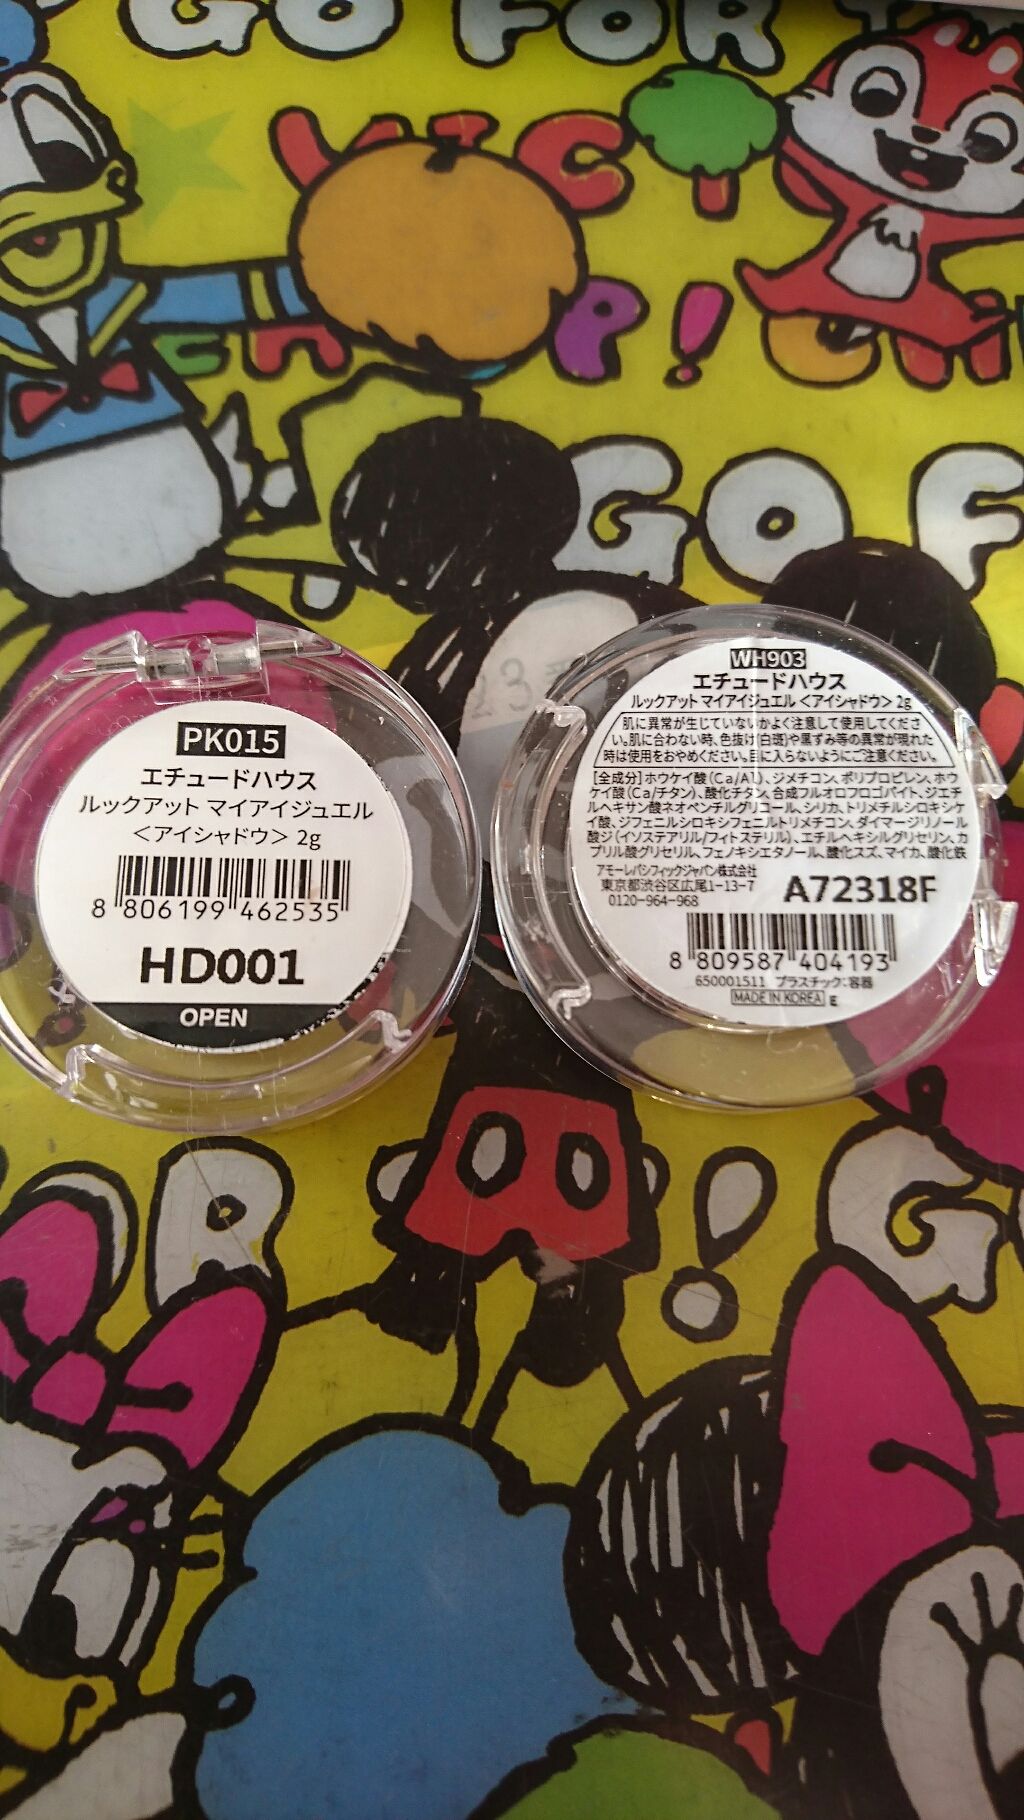 GO FOR
VIC
P!
GO F
PK015
エチュードハウス
ルックアット マイアイジュエル
＜アイシャドウ＞ 2g
8 806199 462535
HD001
OPEN
WH903
エチュードハウス
ルックアット マイアイジュエル ＜アイシャドウ＞ 2g
肌に異常が生じていないかよく注意して使用してくださ
い。肌に合わない時、色抜け(白斑)や黒ずみ等の異常が現れた
時は使用をおやめください。目に入らないようにご注意ください。
[全成分] ホウケイ酸(Ca/Al)、ジメチコン、ポリプロピレン、ホウ
ケイ酸(Ca/チタン)、酸化チタン、合成フルオロフロゴパイト、ジエチ
ルヘキサン酸ネオペンチルグリコール、シリカ、トリメチルシロキシケ
イ酸、ジフェニルシロキシフェニルトリメチコン、ダイマージリノール
酸ジ(イソステアリル/フィトステリル)、エチルヘキシルグリセリン、カ
プリル酸グリセリル、フェノキシエタノール、酸化スズ、マイカ、酸化鉄
アモーレパシフィックジャパン株式会社
東京都渋谷区広尾1-13-7
0120-964-968
A72318F
8 809587 404193
650001511 プラスチック:容器
MADE IN KOREA E
R
!
G